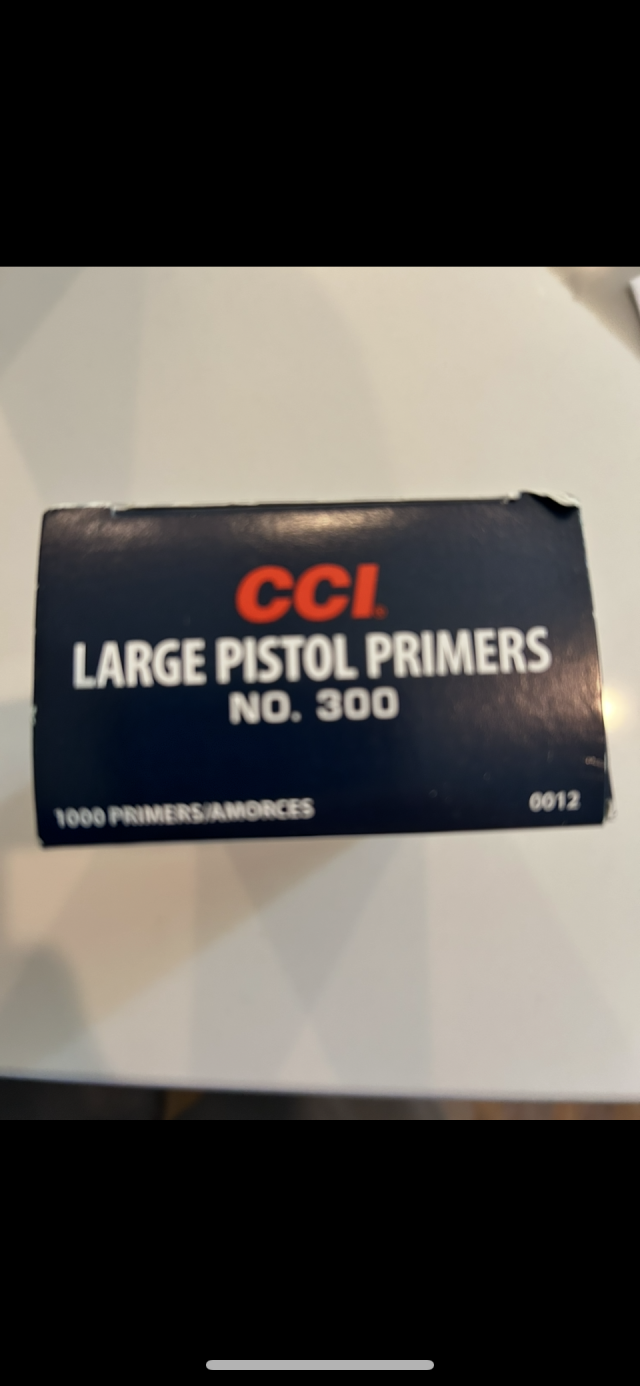 CCI
LARGE PISTOL PRIMERS
NO. 300
1000 PRIMERS/AMORCES
0012